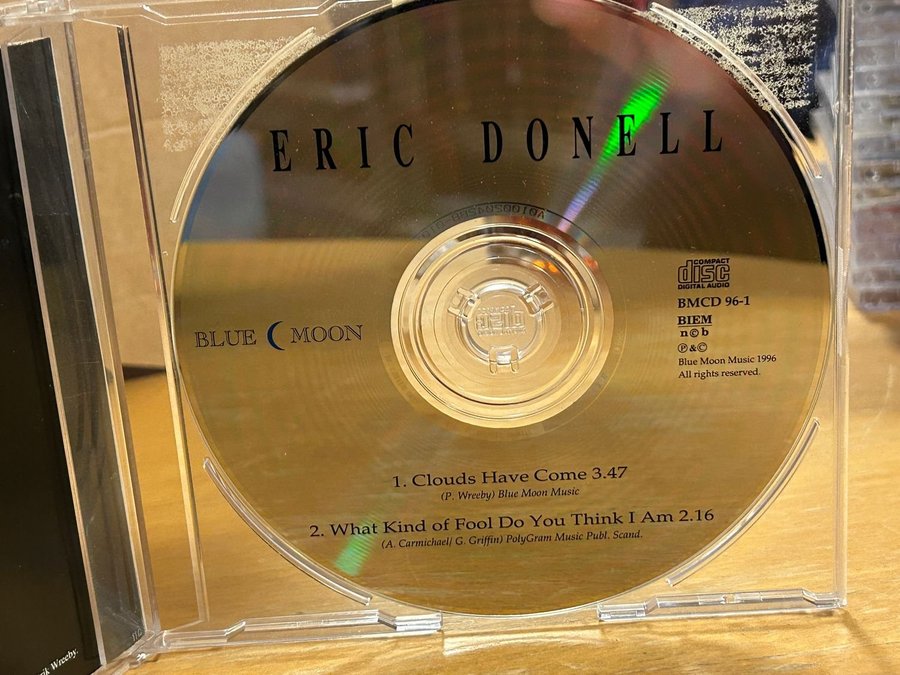 ERIC DONELL
COMPACT
disc
DIGITAL AUDIO
BMCD 96-1
BIEM
n©b
BLUE MOON
℗&©
Blue Moon Music 1996
All rights reserved.
1. Clouds Have Come 3.47
(P. Wreeby) Blue Moon Music
2. What Kind of Fool Do You Think I Am 2.16
(A. Carmichael/ G. Griffin) PolyGram Music Publ. Scand.
Wreeby.